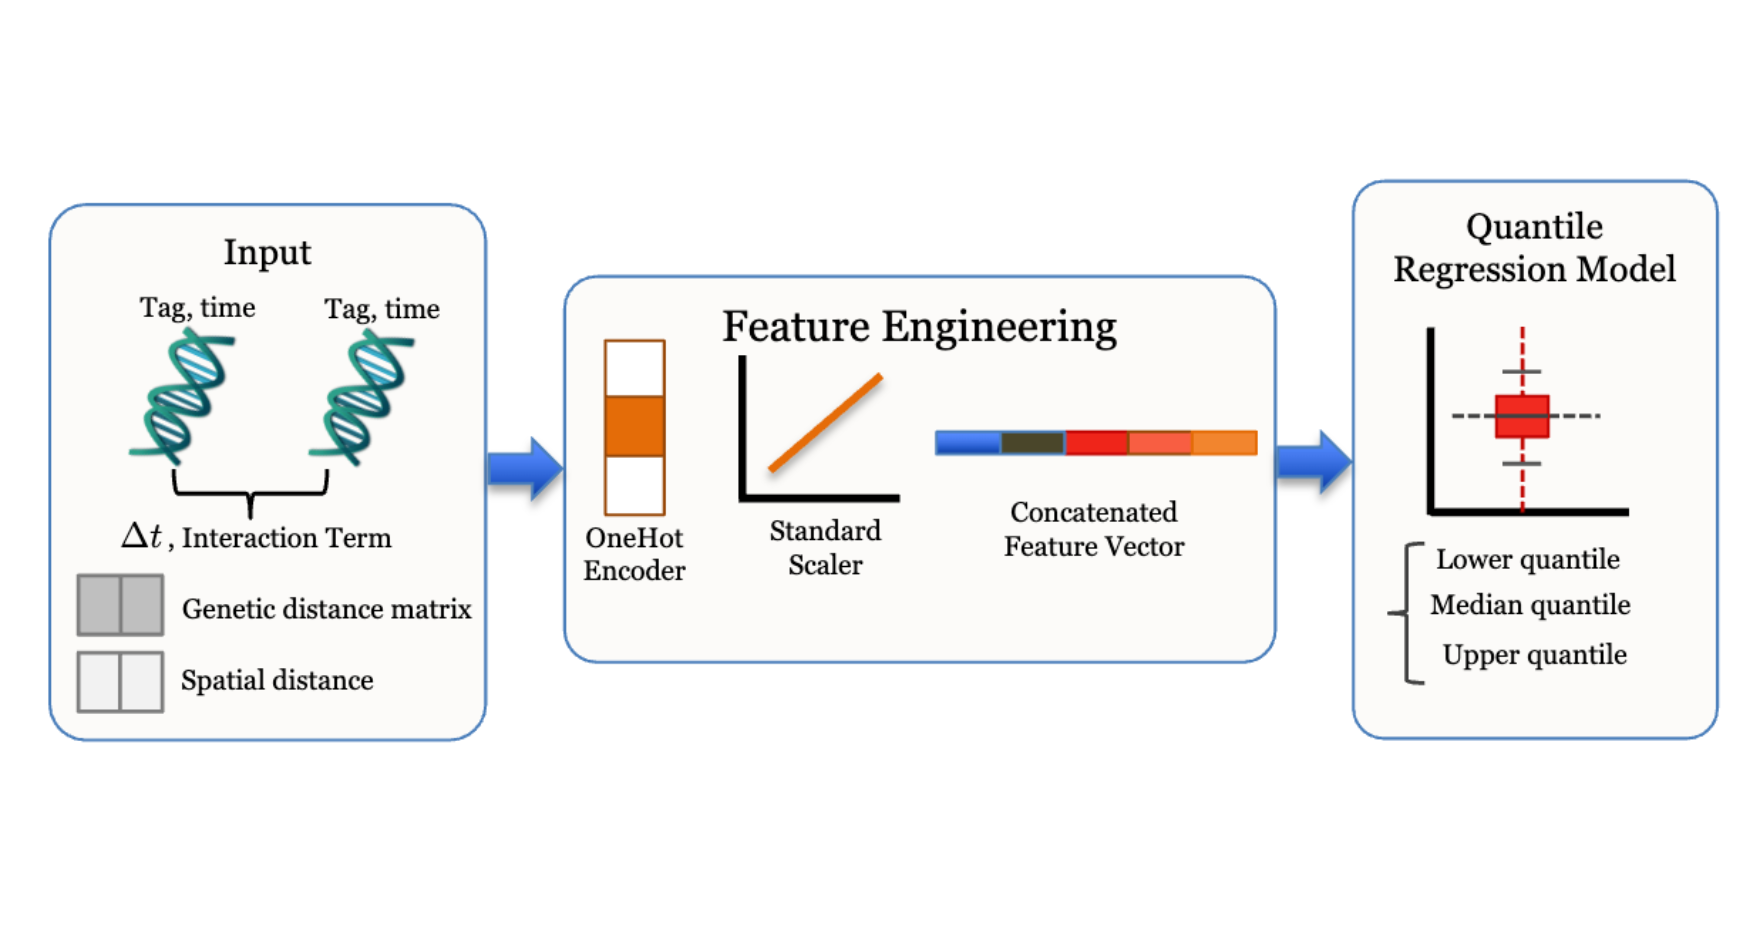 Input
Tag, time
Tag, time
Δt , Interaction Term
Genetic distance matrix
Spatial distance
Feature Engineering
OneHot
Encoder
Standard
Scaler
Concatenated
Feature Vector
Quantile
Regression Model
Lower quantile
Median quantile
Upper quantile